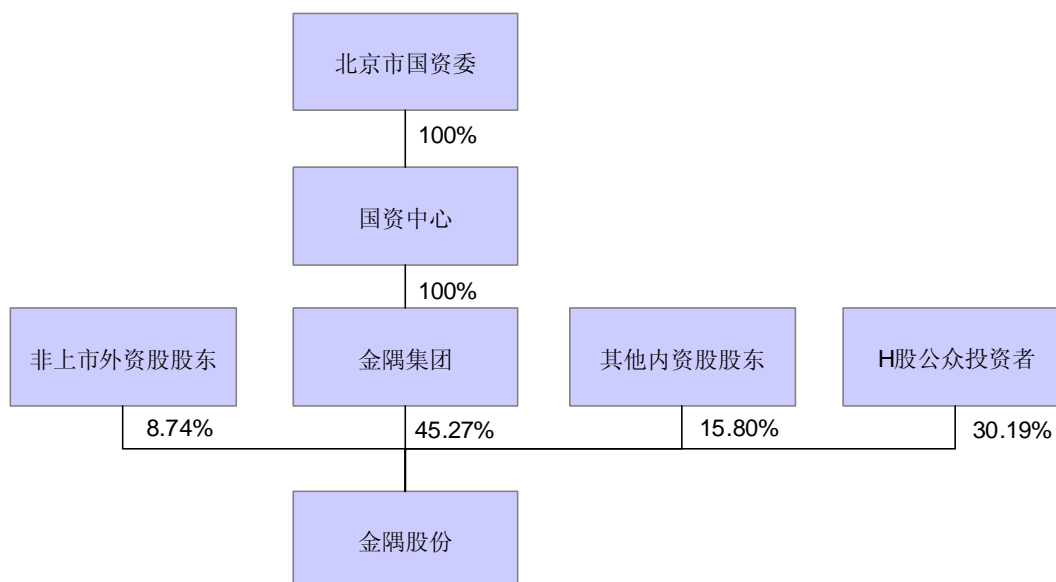 北京市国资委
100%
国资中心
100%
非上市外资股股东
金隅集团
其他内资股股东
H股公众投资者
8.74%
45.27%
15.80%
30.19%
金隅股份